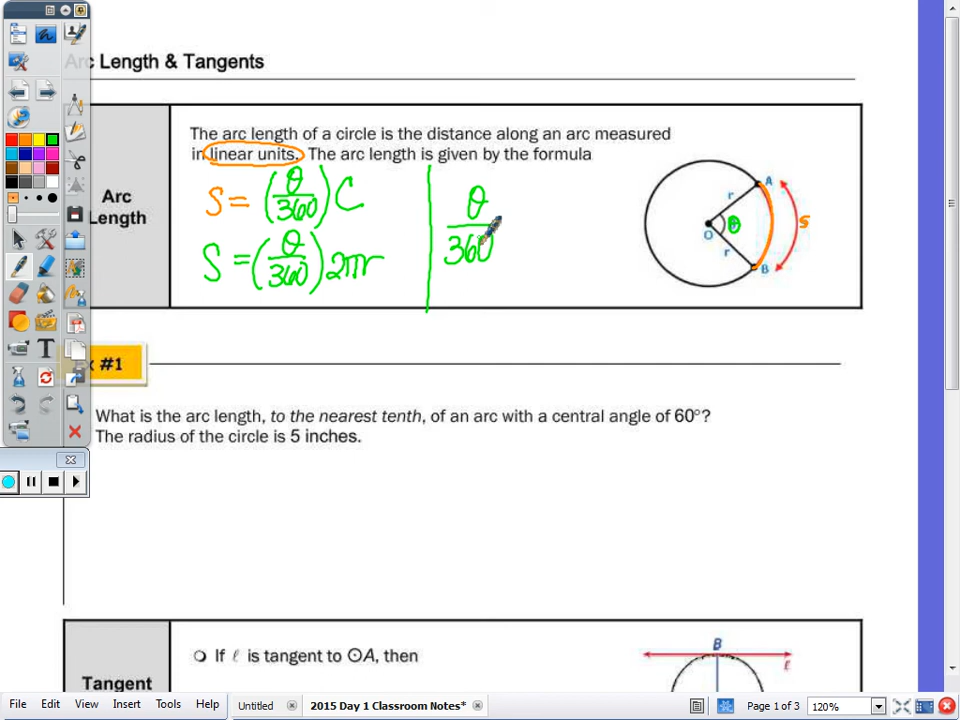 Arc Length & Tangents
The arc length of a circle is the distance along an arc measured
in linear units. The arc length is given by the formula
Arc
Length
S = (θ/360) C
S = (θ/360) 2πr
θ/360
A
r
O
θ
r
B
S
Ex #1
What is the arc length, to the nearest tenth, of an arc with a central angle of 60°?
The radius of the circle is 5 inches.
Tangent
If ℓ is tangent to ⊙A, then
B
ℓ
File Edit View Insert Tools Help
Untitled
2015 Day 1 Classroom Notes*
Page 1 of 3
120%